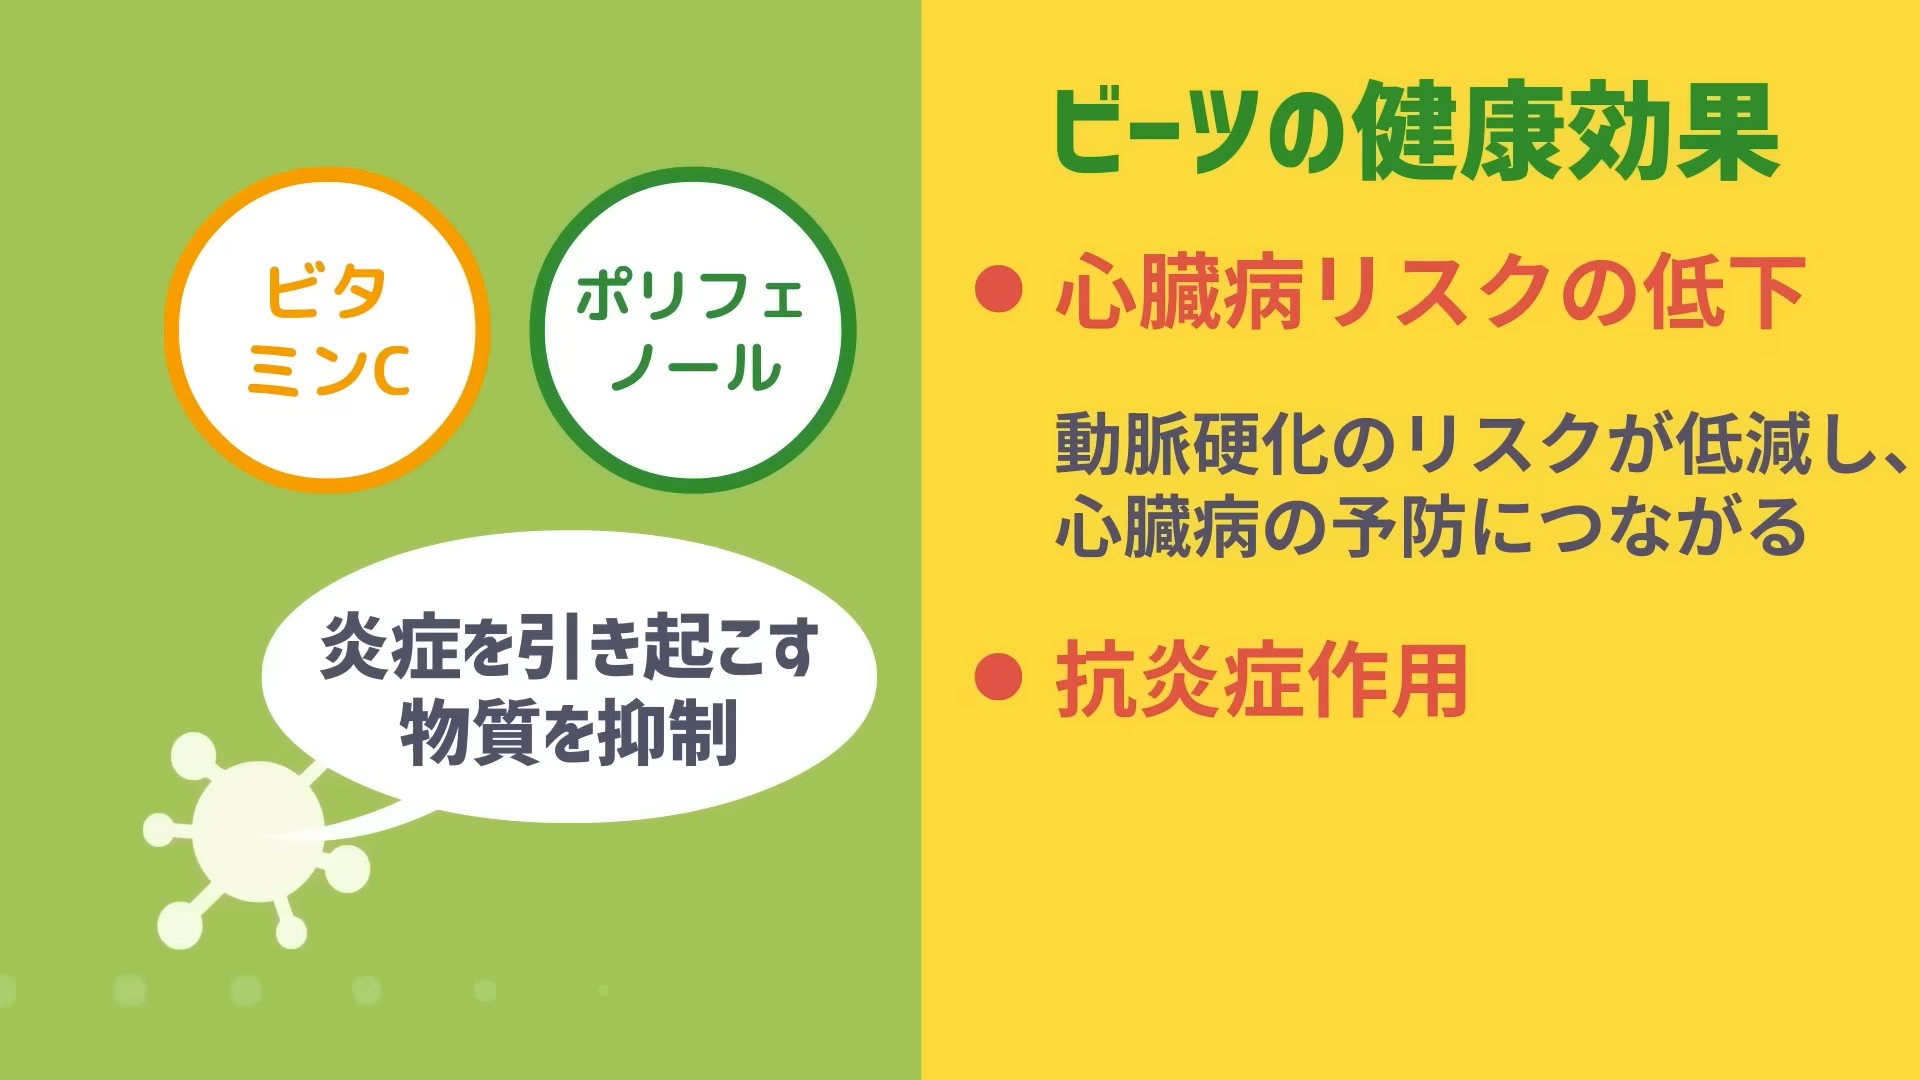 ビタ
ミンC
ポリフェ
ノール
炎症を引き起こす
物質を抑制
ビーツの健康効果
● 心臓病リスクの低下
動脈硬化のリスクが低減し、
心臓病の予防につながる
● 抗炎症作用